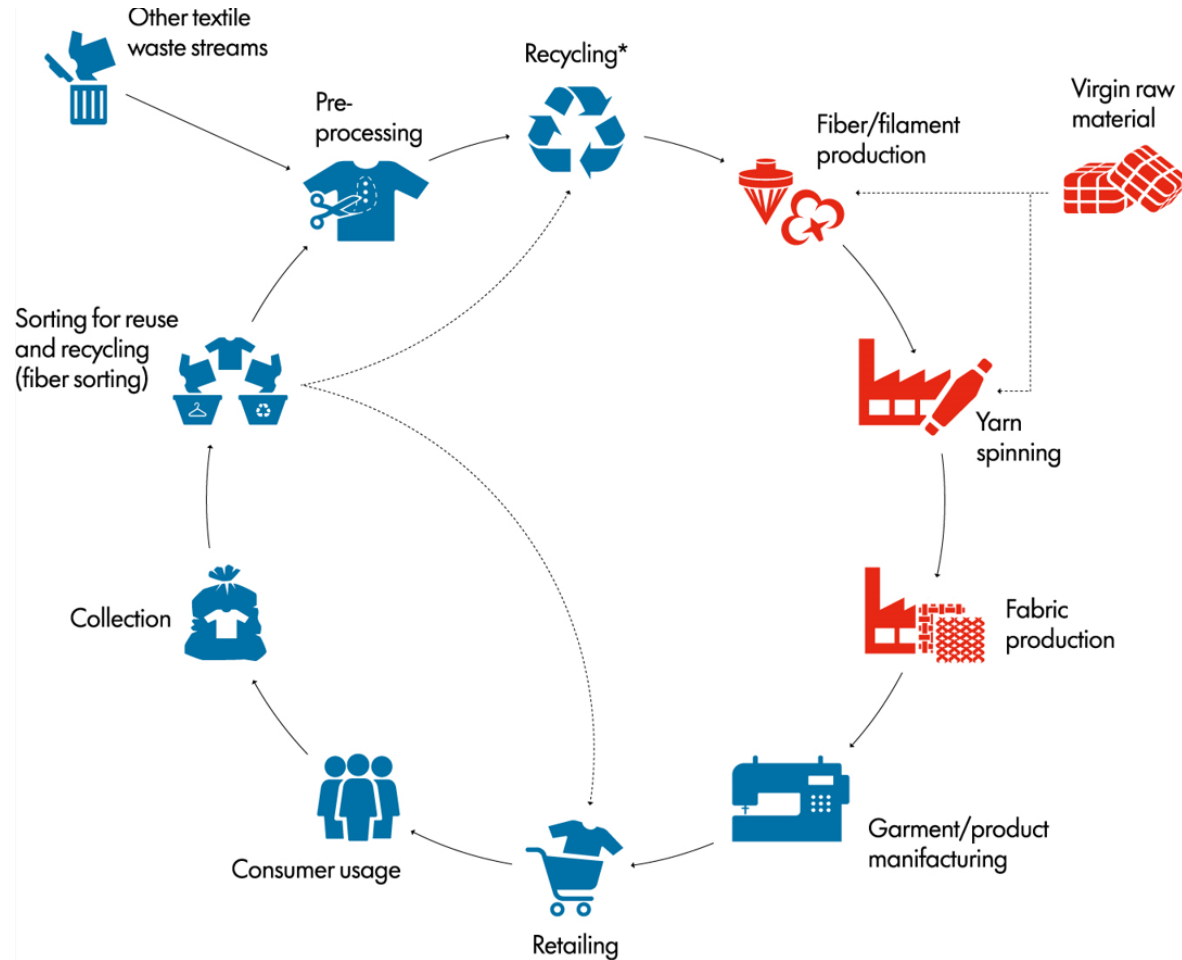 Other textile
waste streams
Pre-
processing
Recycling*
Fiber/filament
production
Virgin raw
material
Sorting for reuse
and recycling
(fiber sorting)
Yarn
spinning
Collection
Fabric
production
Consumer usage
Garment/product
manifacturing
Retailing